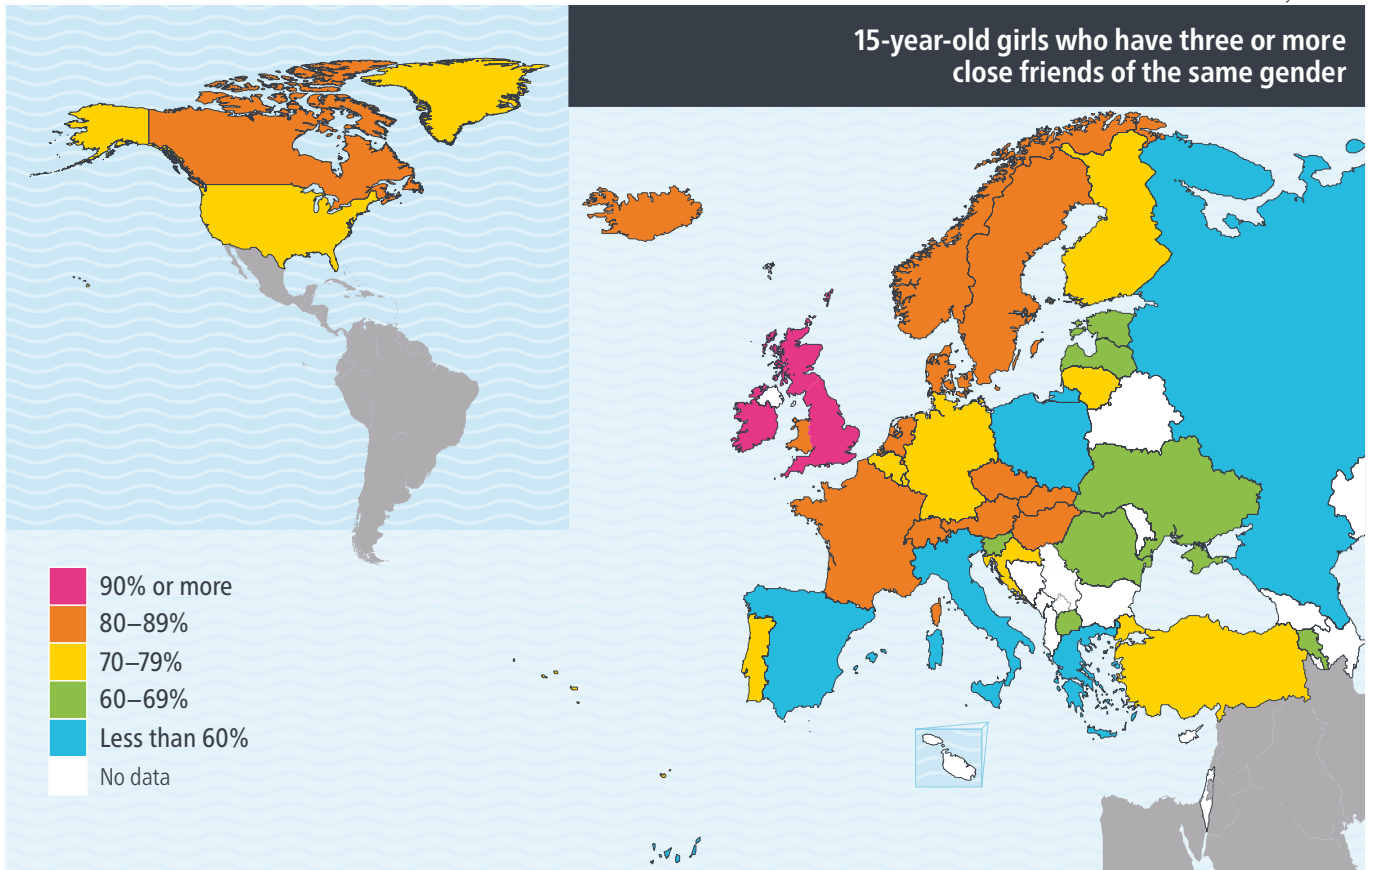 15-year-old girls who have three or more
close friends of the same gender
90% or more
80–89%
70–79%
60–69%
Less than 60%
No data